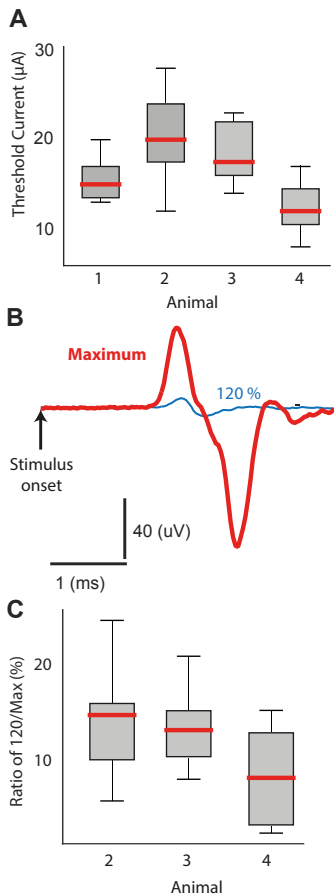 A
Threshold Current (µA)
30
20
10
1 2 3 4
Animal
B
Maximum
120 %
Stimulus
onset
40 (uV)
1 (ms)
C
Ratio of 120/Max (%)
20
10
2 3 4
Animal